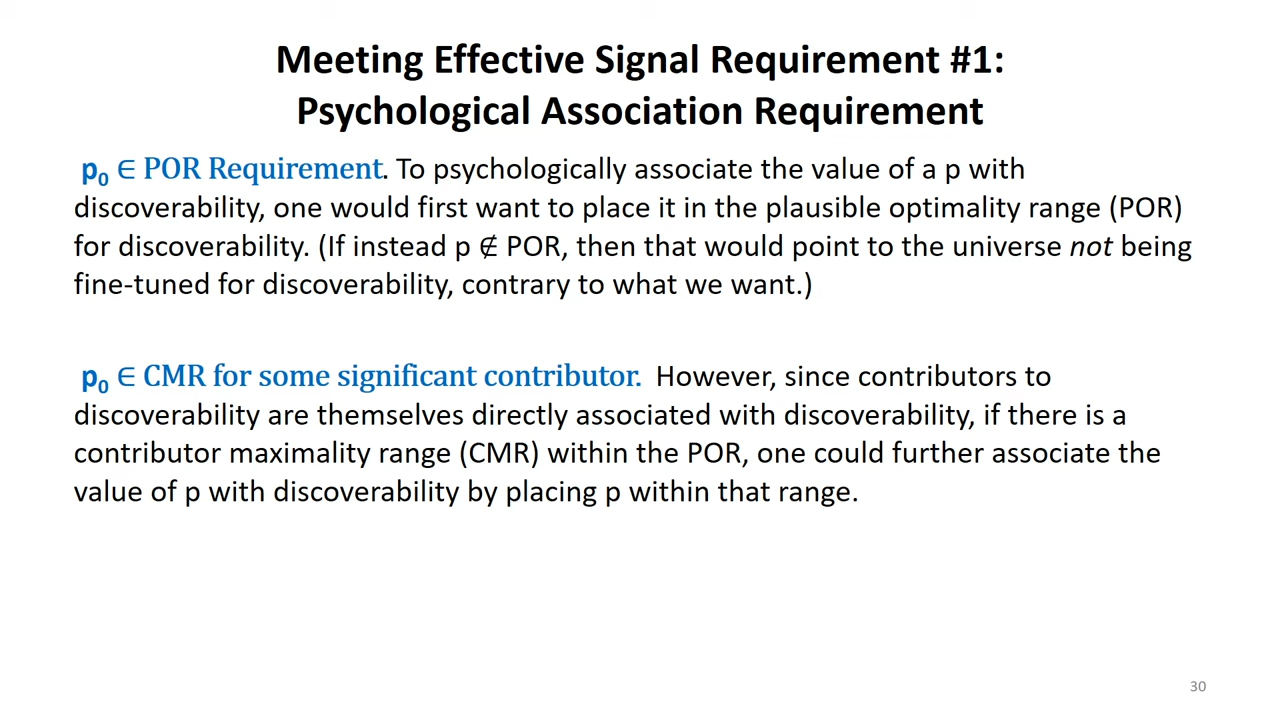 Meeting Effective Signal Requirement #1:
Psychological Association Requirement
p₀ ∈ POR Requirement. To psychologically associate the value of a p with
discoverability, one would first want to place it in the plausible optimality range (POR)
for discoverability. (If instead p ∉ POR, then that would point to the universe not being
fine-tuned for discoverability, contrary to what we want.)
p₀ ∈ CMR for some significant contributor. However, since contributors to
discoverability are themselves directly associated with discoverability, if there is a
contributor maximality range (CMR) within the POR, one could further associate the
value of p with discoverability by placing p within that range.
30